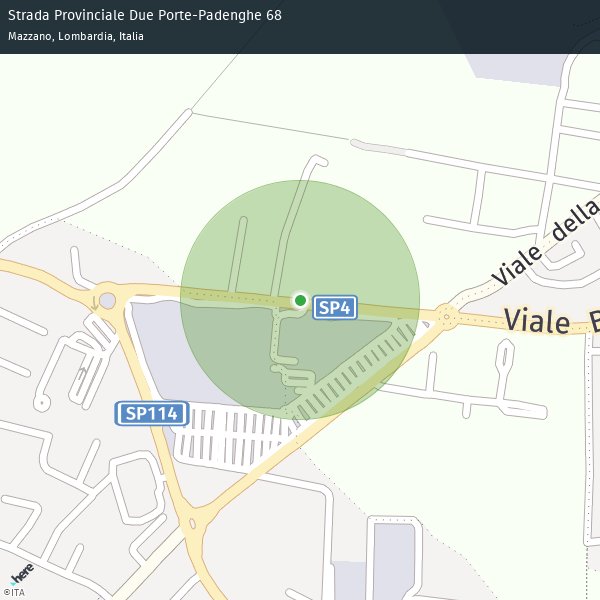 Strada Provinciale Due Porte-Padenghe 68
Mazzano, Lombardia, Italia
Viale della
SP4
Viale B
SP114
here
©ITA